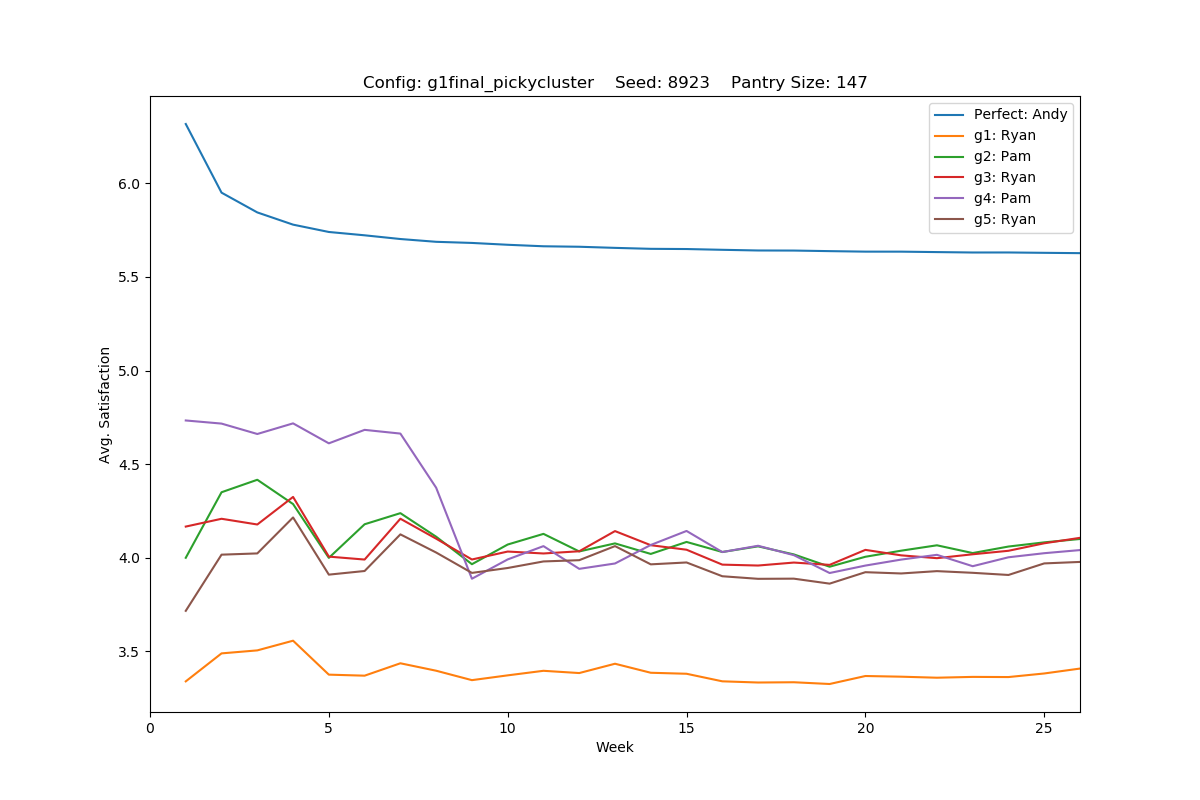 Config: g1final_pickycluster    Seed: 8923    Pantry Size: 147
Perfect: Andy
g1: Ryan
g2: Pam
g3: Ryan
g4: Pam
g5: Ryan
6.0
5.5
5.0
4.5
4.0
3.5
Avg. Satisfaction
0 5 10 15 20 25
Week